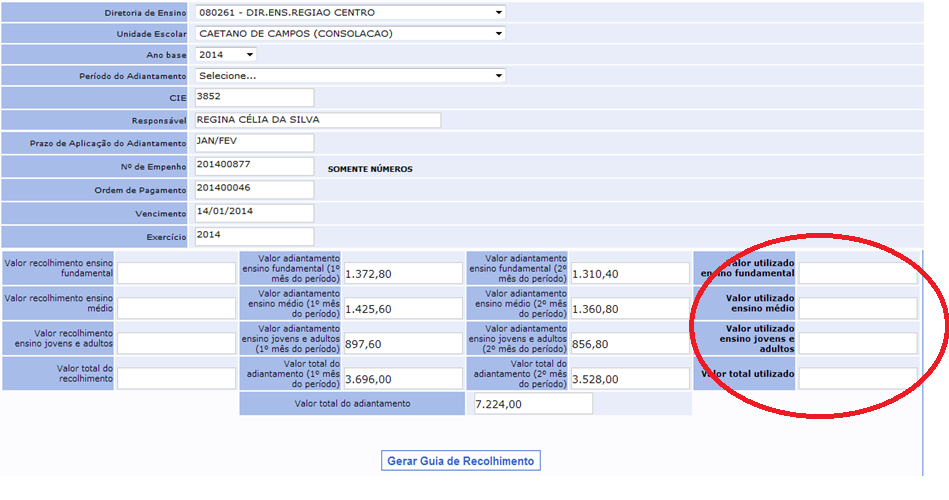 Diretoria de Ensino 080261 - DIR.ENS.REGIAO CENTRO
Unidade Escolar CAETANO DE CAMPOS (CONSOLACAO)
Ano base 2014
Período do Adiantamento Selecione...
CIE 3852
Responsável REGINA CÉLIA DA SILVA
Prazo de Aplicação do Adiantamento JAN/FEV
Nº de Empenho 201400877 SOMENTE NÚMEROS
Ordem de Pagamento 201400046
Vencimento 14/01/2014
Exercício 2014
Valor recolhimento ensino
fundamental
Valor adiantamento
ensino fundamental (1º
mês do período)
1.372,80
Valor adiantamento
ensino fundamental (2º
mês do período)
1.310,40
Valor utilizado
ensino fundamental
Valor recolhimento ensino
médio
Valor adiantamento
ensino médio (1º mês
do período)
1.425,60
Valor adiantamento
ensino médio (2º mês
do período)
1.360,80
Valor utilizado
ensino médio
Valor recolhimento
ensino jovens e adultos
Valor adiantamento
ensino jovens e adultos
(1º mês do período)
897,60
Valor adiantamento
ensino jovens e adultos
(2º mês do período)
856,80
Valor utilizado
ensino jovens e
adultos
Valor total do
recolhimento
Valor total do
adiantamento (1º mês
do período)
3.696,00
Valor total do
adiantamento (2º mês
do período)
3.528,00
Valor total utilizado
Valor total do adiantamento 7.224,00
Gerar Guia de Recolhimento